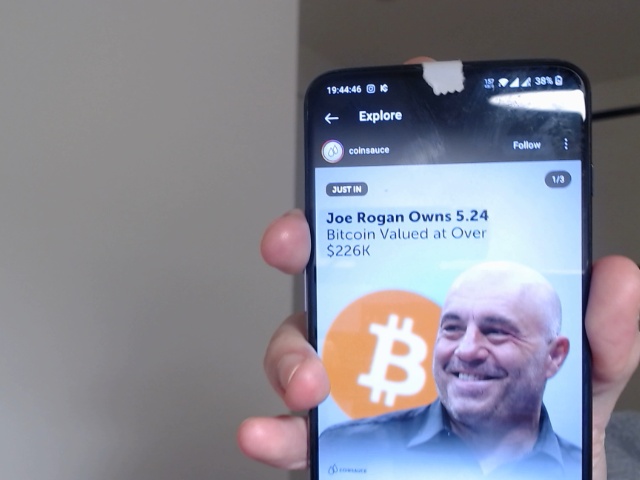 19:44:46
38%
Explore
coinsauce
Follow
JUST IN
1/3
Joe Rogan Owns 5.24
Bitcoin Valued at Over
$226K
coinsauce